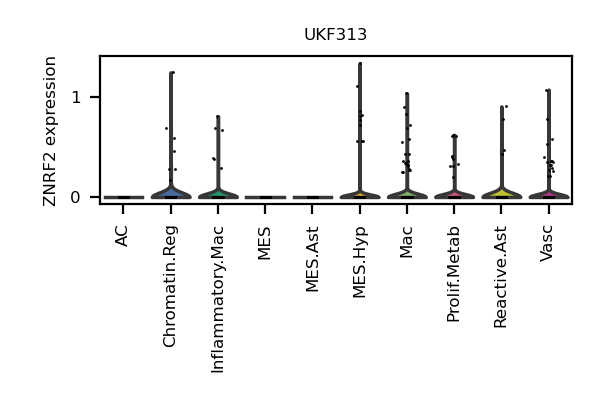 UKF313
ZNRF2 expression
1
0
AC
Chromatin.Reg
Inflammatory.Mac
MES
MES.Ast
MES.Hyp
Mac
Prolif.Metab
Reactive.Ast
Vasc